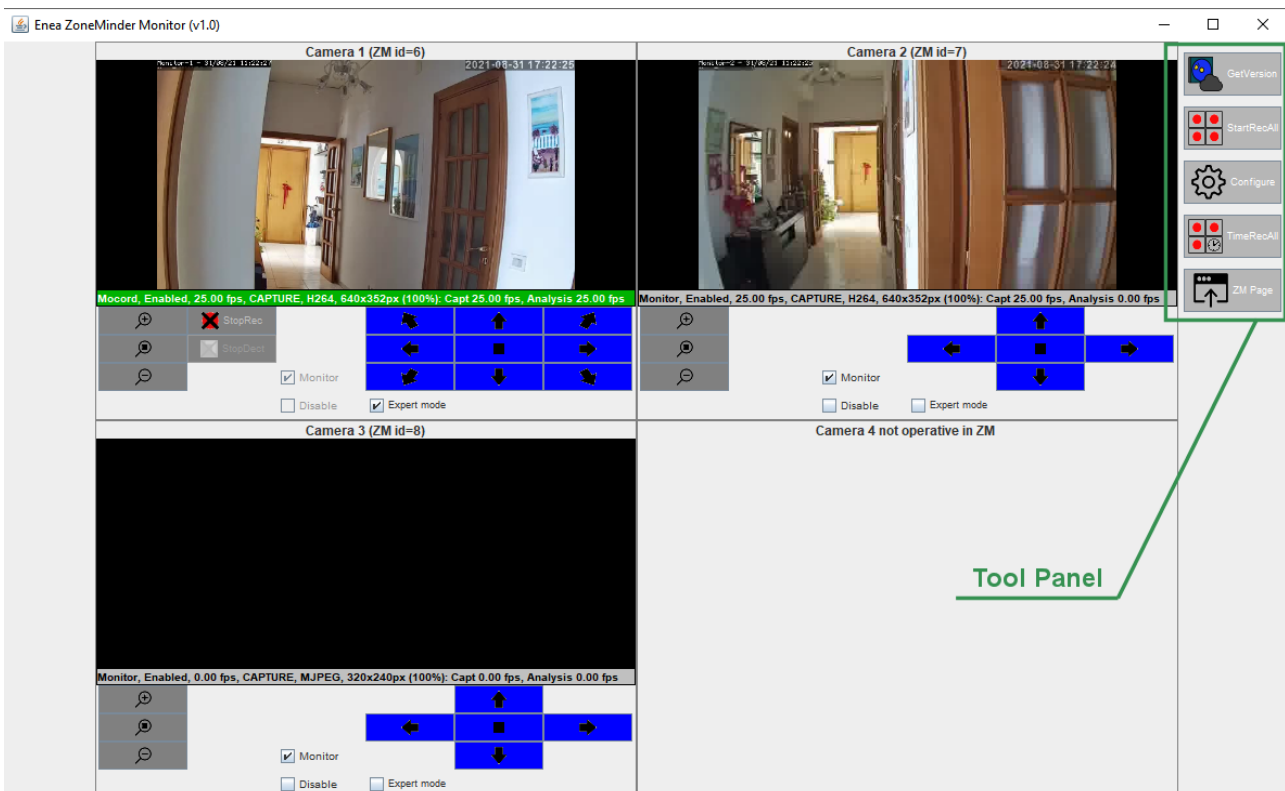 Enea ZoneMinder Monitor (v1.0)
Camera 1 (ZM id=6)
Camera 2 (ZM id=7)
2021-08-31 17:22:25
2021-08-31 17:22:24
GetVersion
StartRecAll
Configure
TimeRecAll
ZM Page
Mocord, Enabled, 25.00 fps, CAPTURE, H264, 640x352px (100%): Capt 25.00 fps, Analysis 25.00 fps
Monitor, Enabled, 25.00 fps, CAPTURE, H264, 640x352px (100%): Capt 25.00 fps, Analysis 0.00 fps
StopRec
StopDecr
Monitor
Disable
Expert mode
Monitor
Disable
Expert mode
Camera 3 (ZM id=8)
Camera 4 not operative in ZM
Tool Panel
Monitor, Enabled, 0.00 fps, CAPTURE, MJPEG, 320x240px (100%): Capt 0.00 fps, Analysis 0.00 fps
Monitor
Disable
Expert mode